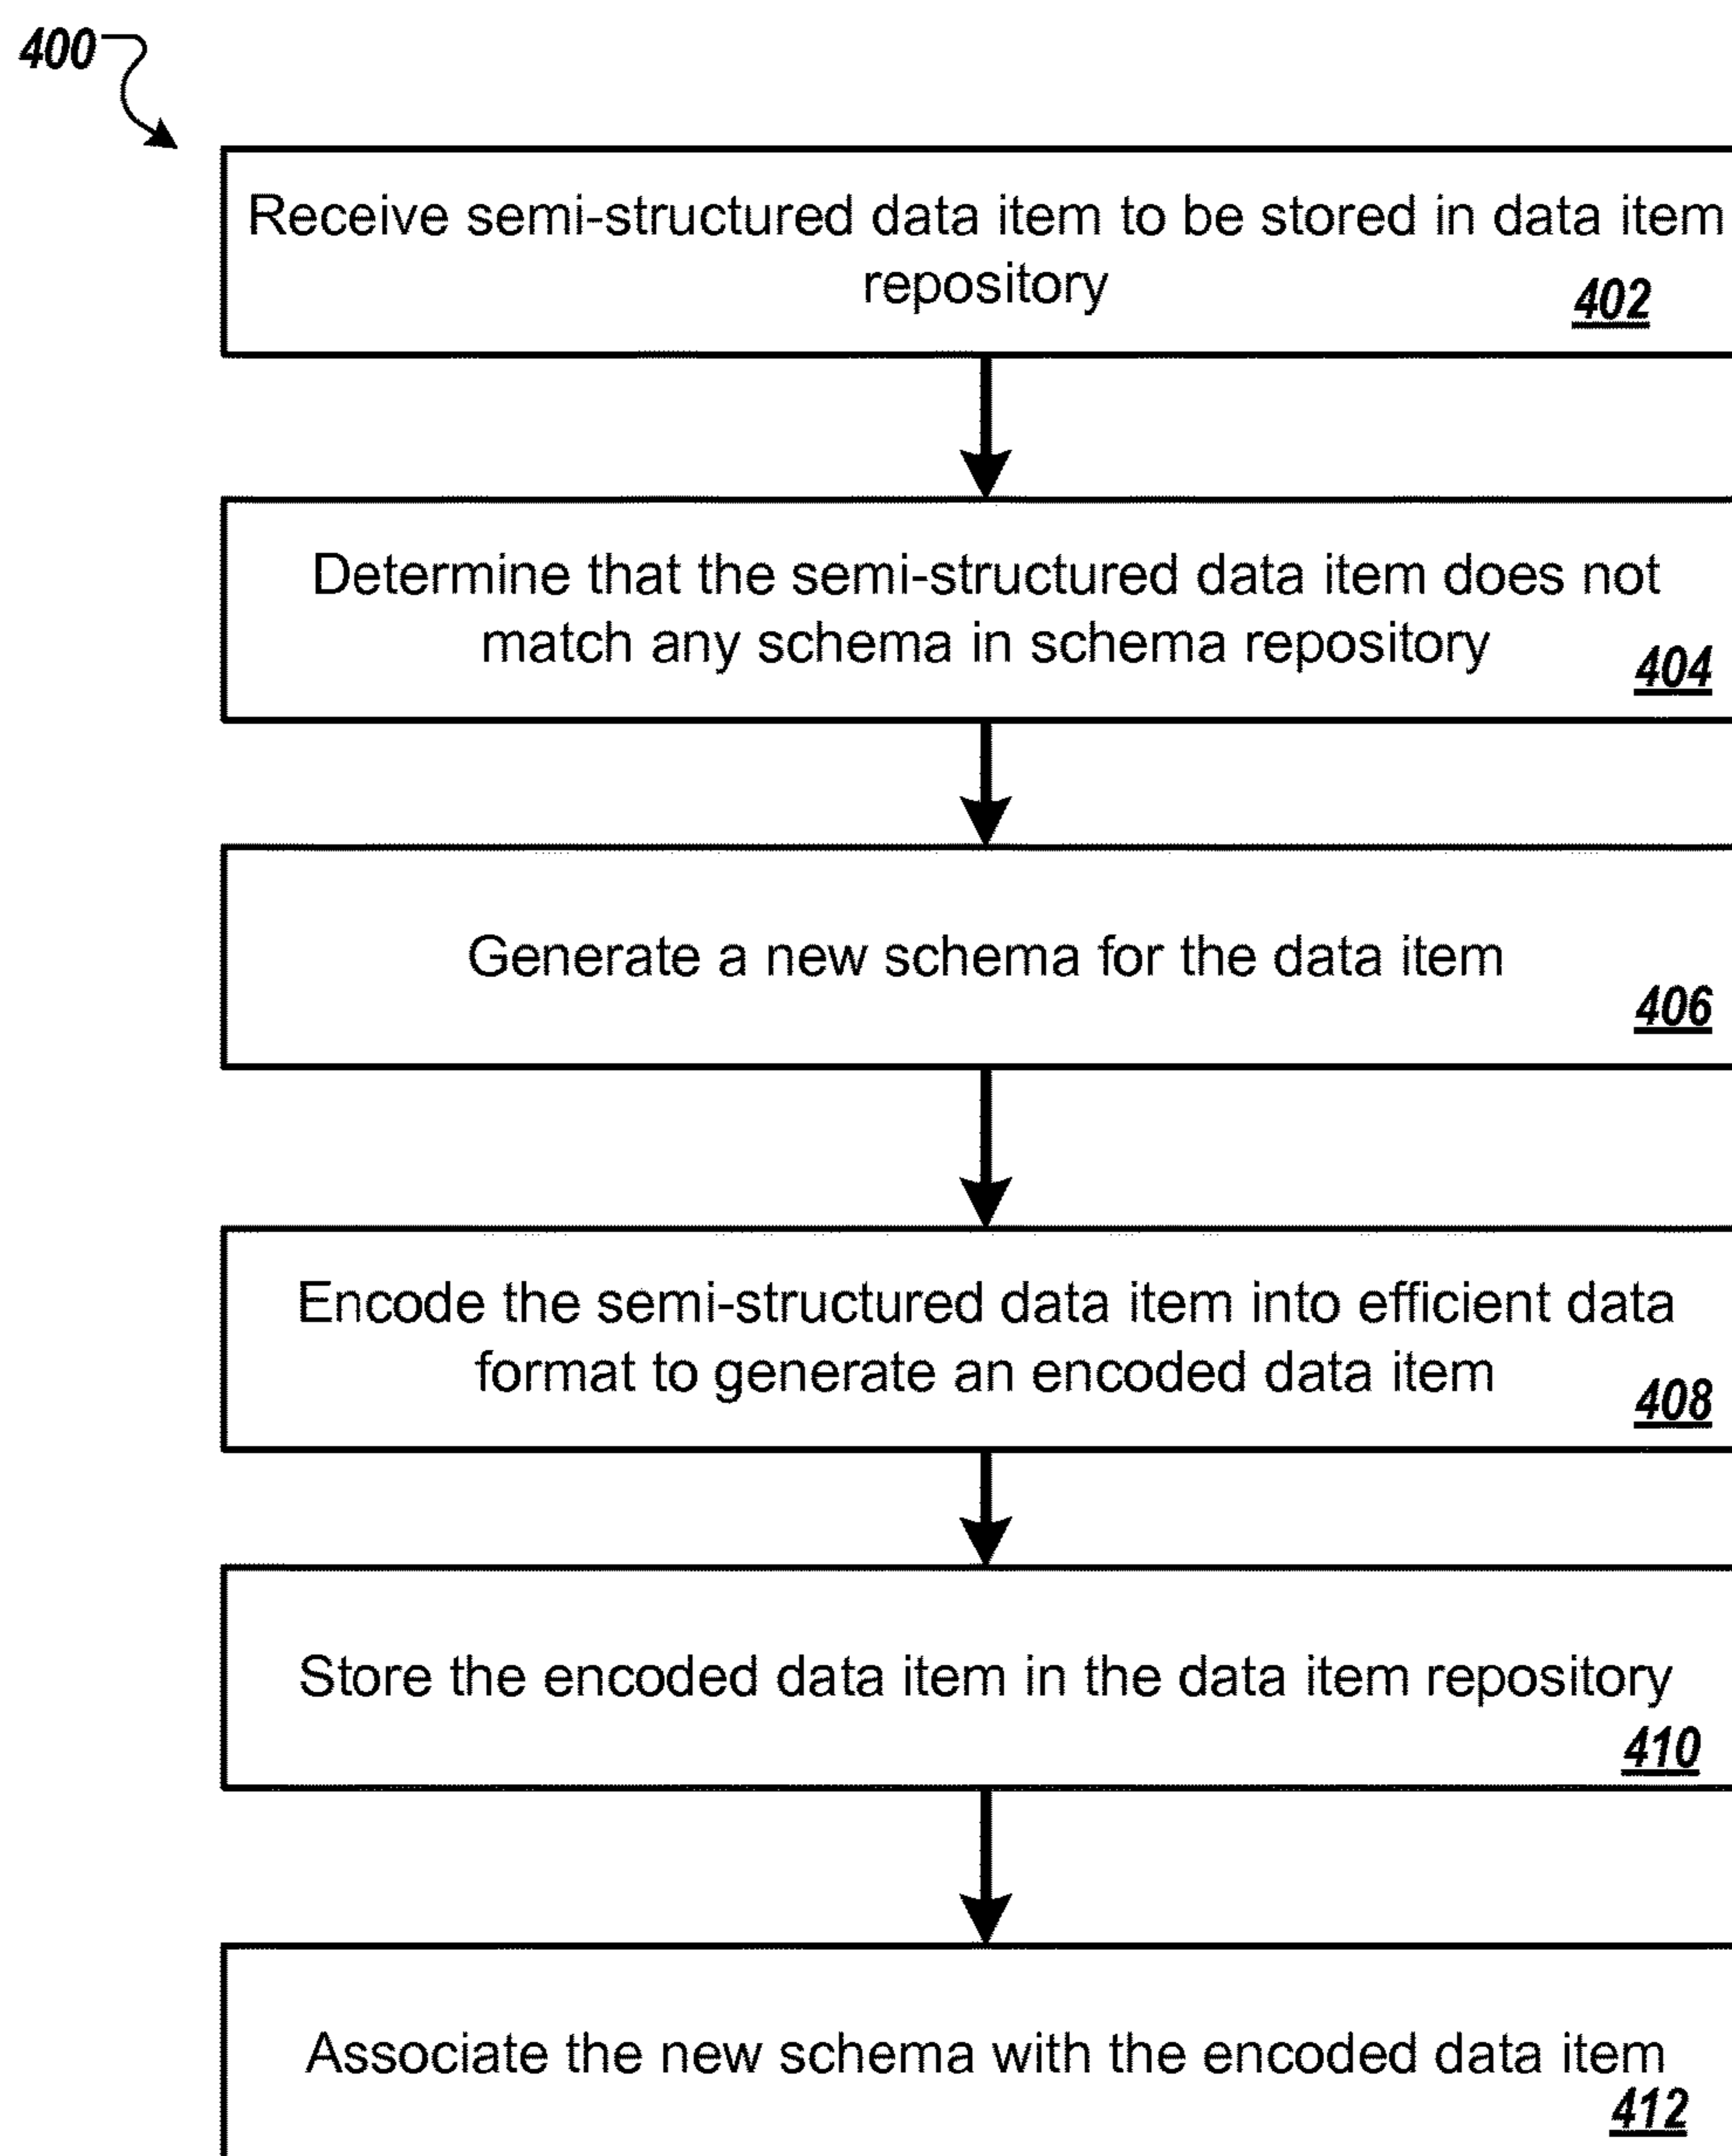 400
Receive semi-structured data item to be stored in data item
repository
402
Determine that the semi-structured data item does not
match any schema in schema repository
404
Generate a new schema for the data item
406
Encode the semi-structured data item into efficient data
format to generate an encoded data item
408
Store the encoded data item in the data item repository
410
Associate the new schema with the encoded data item
412